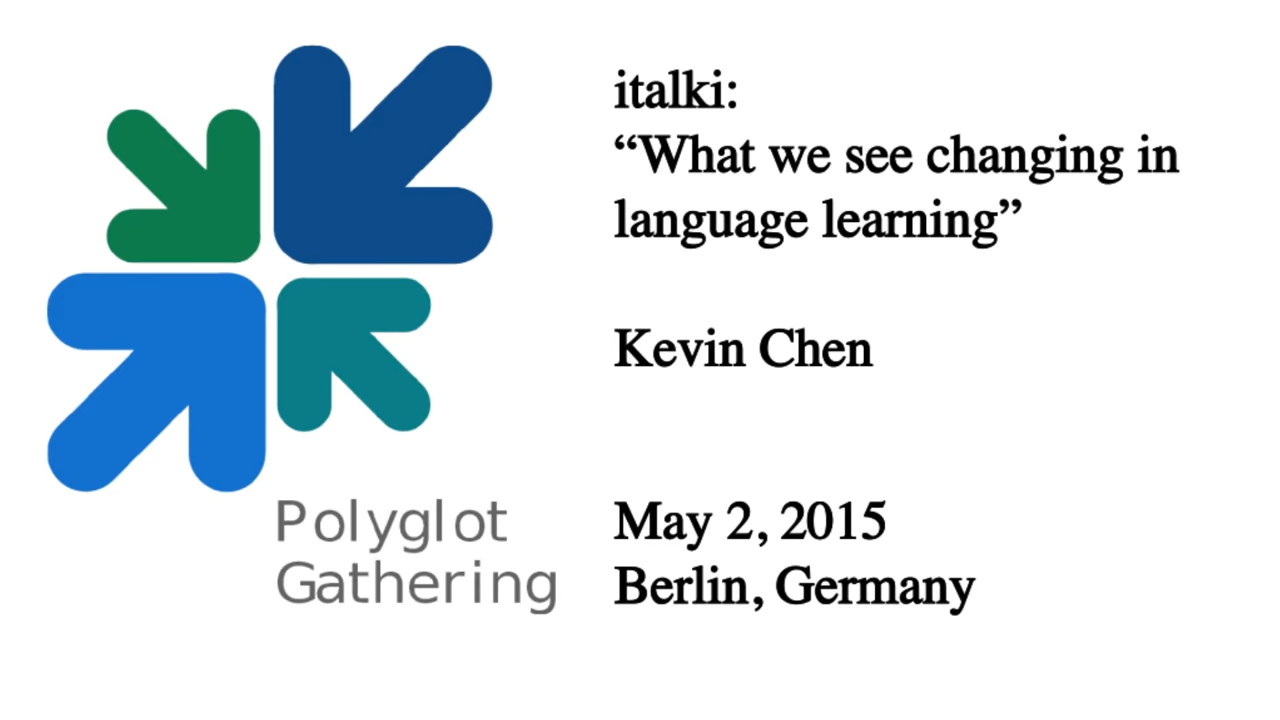 italki:
“What we see changing in
language learning”
Kevin Chen
May 2, 2015
Berlin, Germany
Polyglot
Gathering